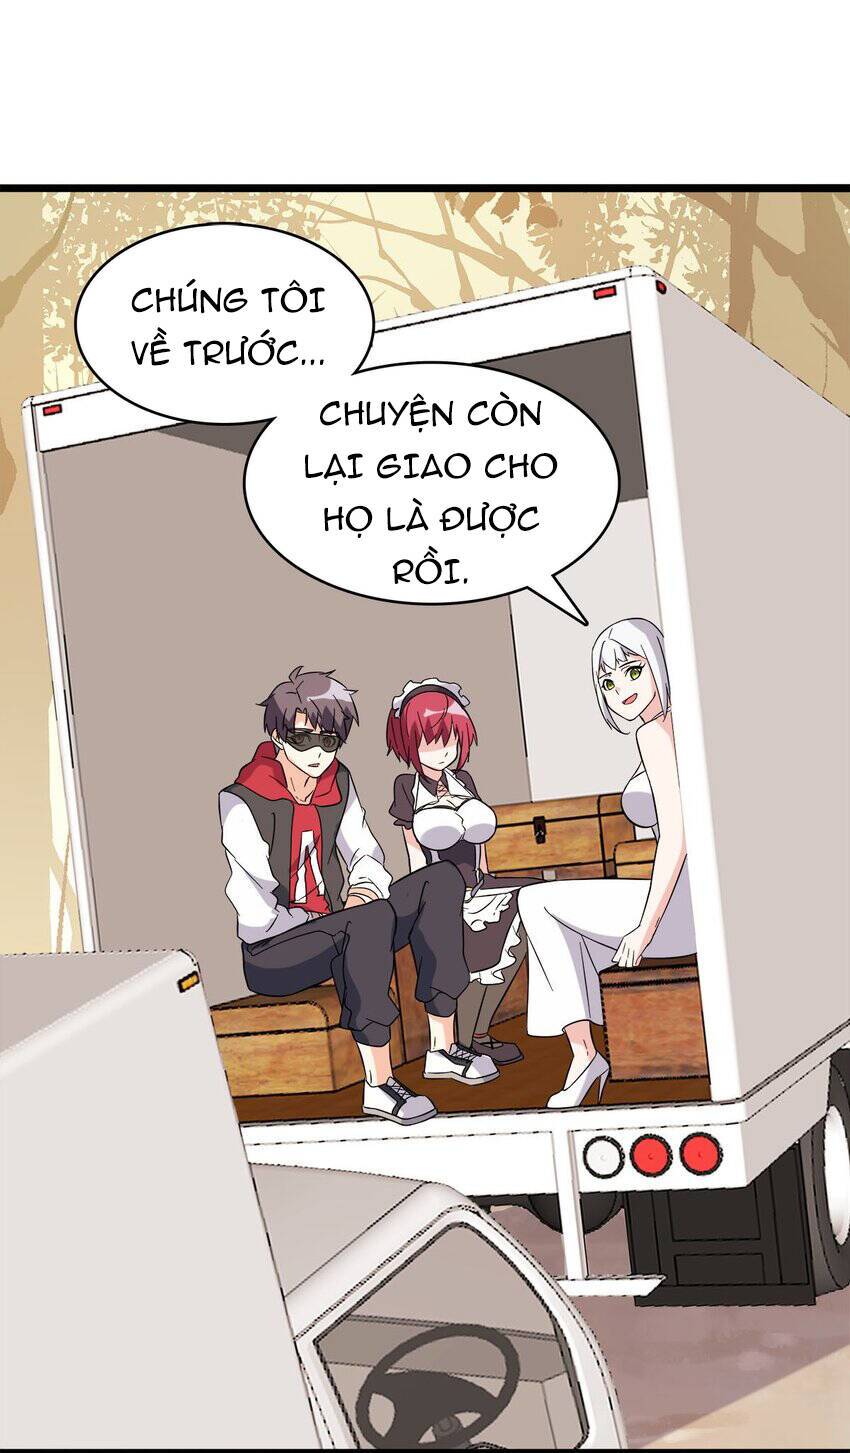 CHÚNG TÔI
VỀ TRƯỚC...
CHUYỆN CÒN
LẠI GIAO CHO
HỌ LÀ ĐƯỢC
RỒI.
A